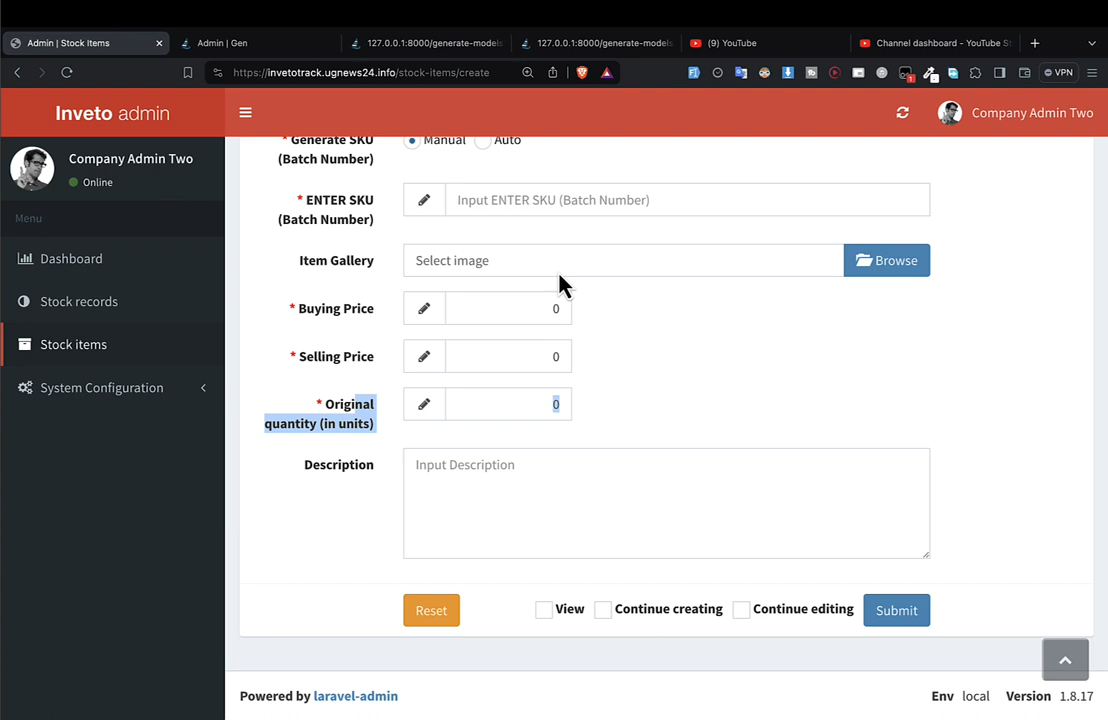 Admin | Stock Items
Admin | Gen
127.0.0.1:8000/generate-models
127.0.0.1:8000/generate-models
(9) YouTube
Channel dashboard - YouTube S
https://invetotrack.ugnews24.info/stock-items/create
VPN
Inveto admin
Company Admin Two
Company Admin Two
Online
Menu
Dashboard
Stock records
Stock items
System Configuration
* Generate SKU
(Batch Number)
Manual
Auto
* ENTER SKU
(Batch Number)
Input ENTER SKU (Batch Number)
Item Gallery
Select image
Browse
* Buying Price
0
* Selling Price
0
* Original
quantity (in units)
0
Description
Input Description
Reset
View
Continue creating
Continue editing
Submit
Powered by laravel-admin
Env local
Version 1.8.17